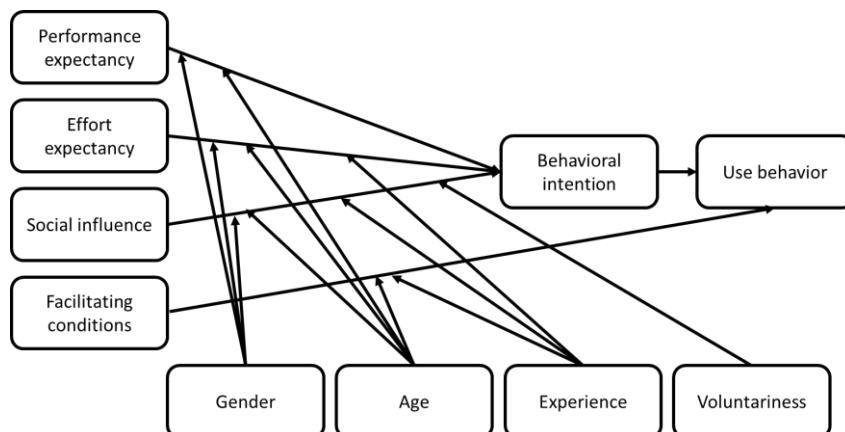 Performance
expectancy
Effort
expectancy
Social influence
Facilitating
conditions
Behavioral
intention
Use behavior
Gender
Age
Experience
Voluntariness